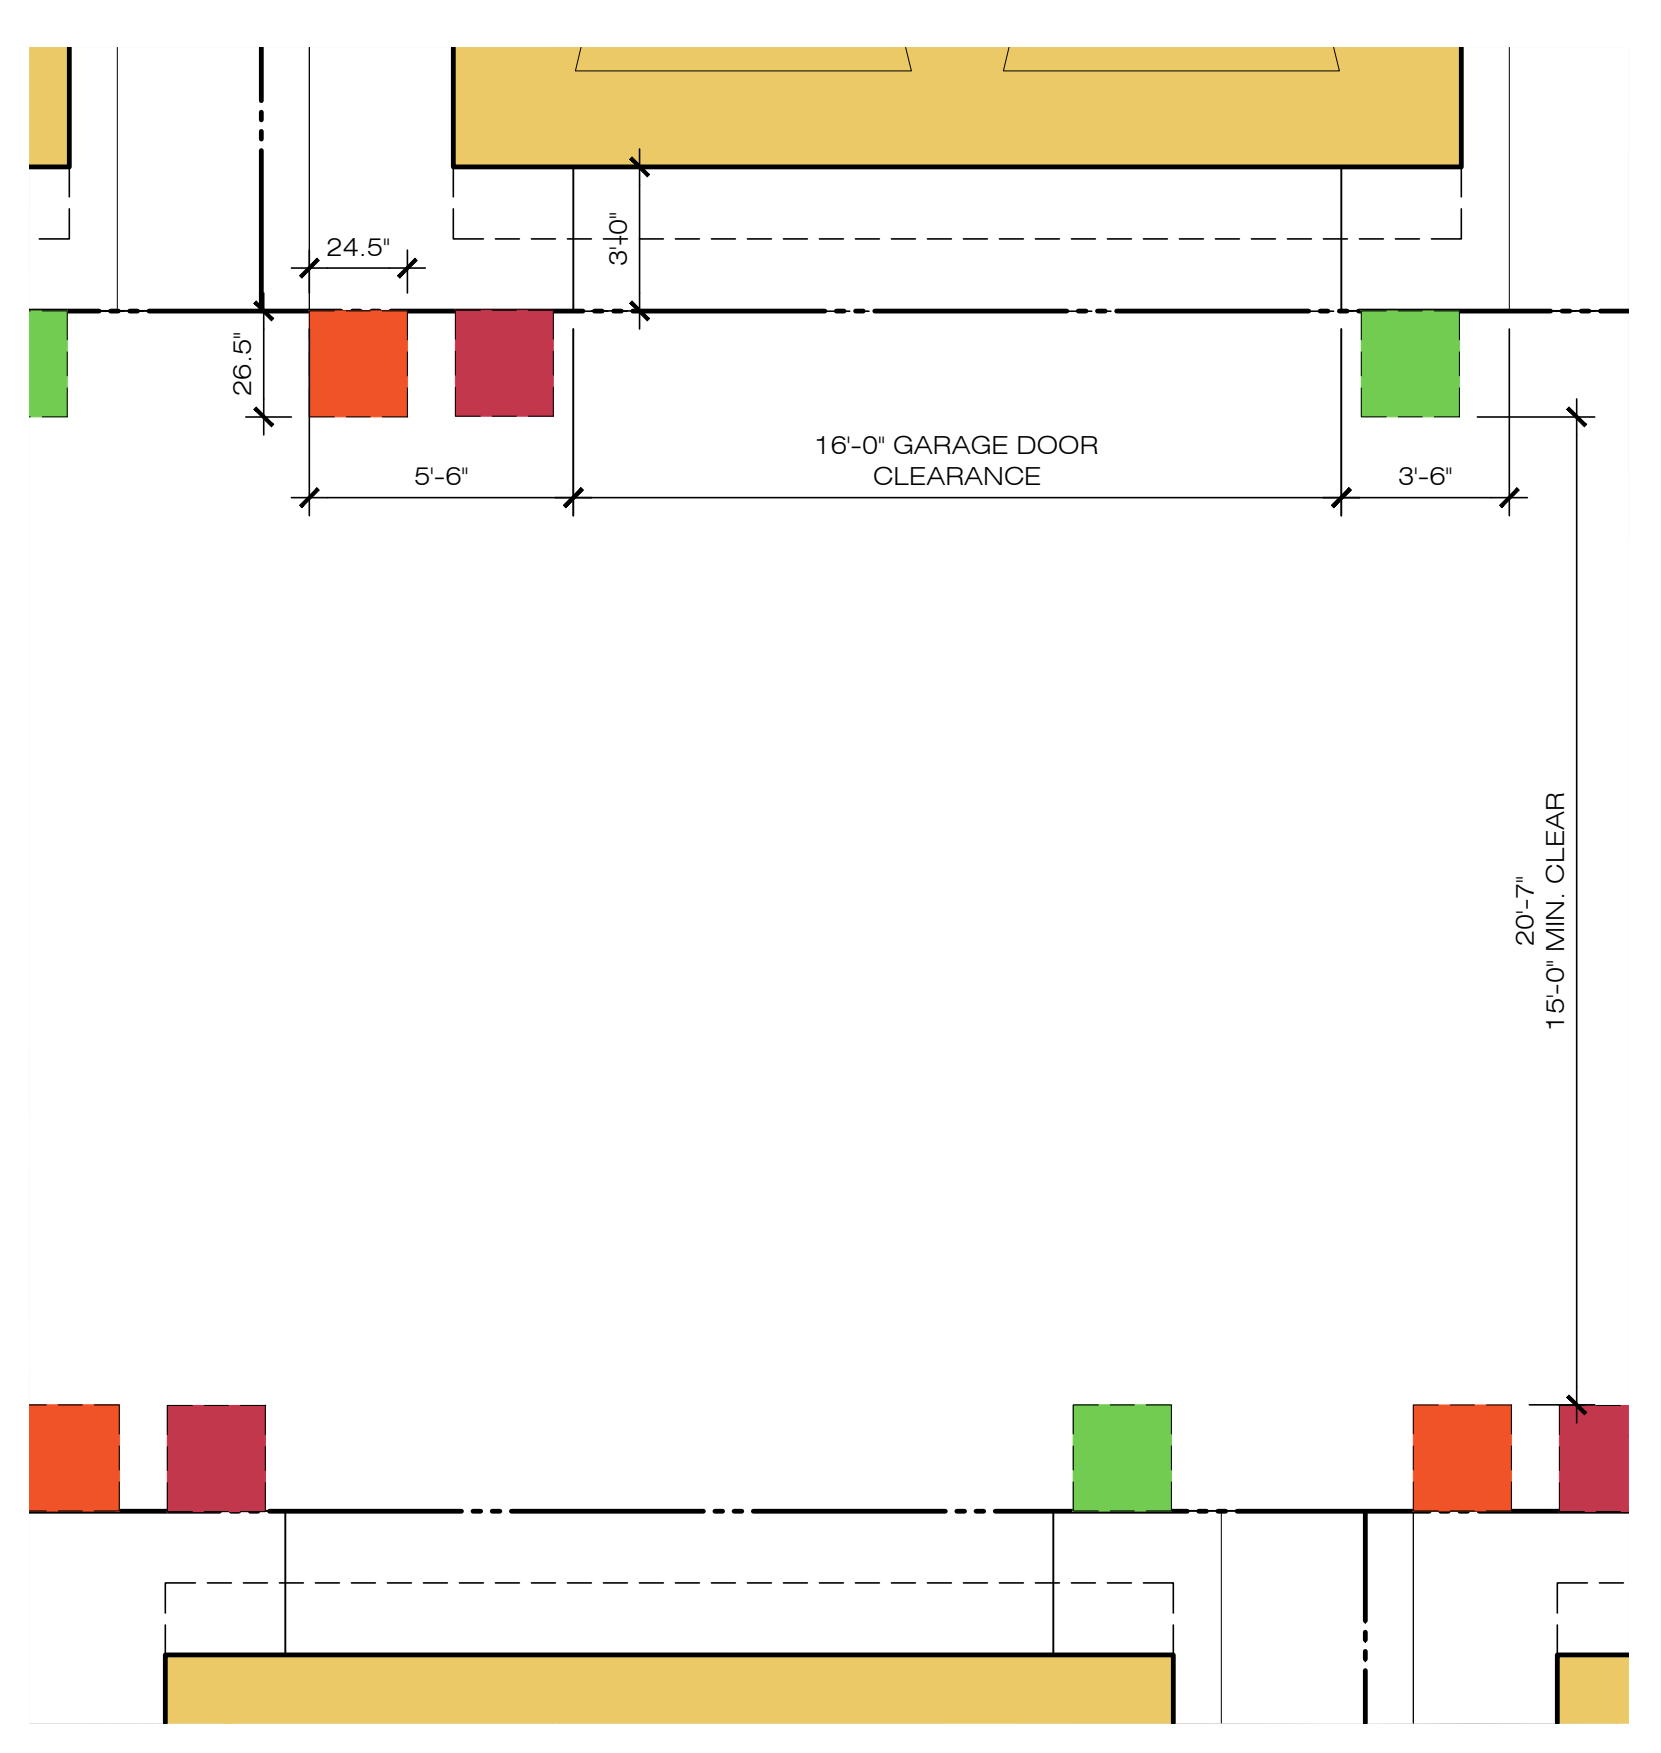 24.5"
3'-0"
26.5"
16'-0" GARAGE DOOR
CLEARANCE
5'-6"
3'-6"
20'-7"
15'-0" MIN. CLEAR